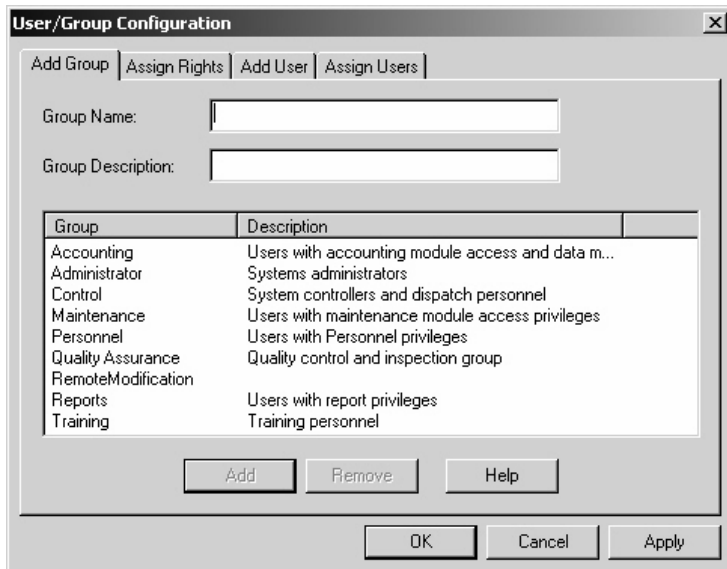 User/Group Configuration
Add Group Assign Rights Add User Assign Users
Group Name:
Group Description:
Group Description
Accounting Users with accounting module access and data m...
Administrator Systems administrators
Control System controllers and dispatch personnel
Maintenance Users with maintenance module access privileges
Personnel Users with Personnel privileges
Quality Assurance Quality control and inspection group
RemoteModification
Reports Users with report privileges
Training Training personnel
Add Remove Help
OK Cancel Apply